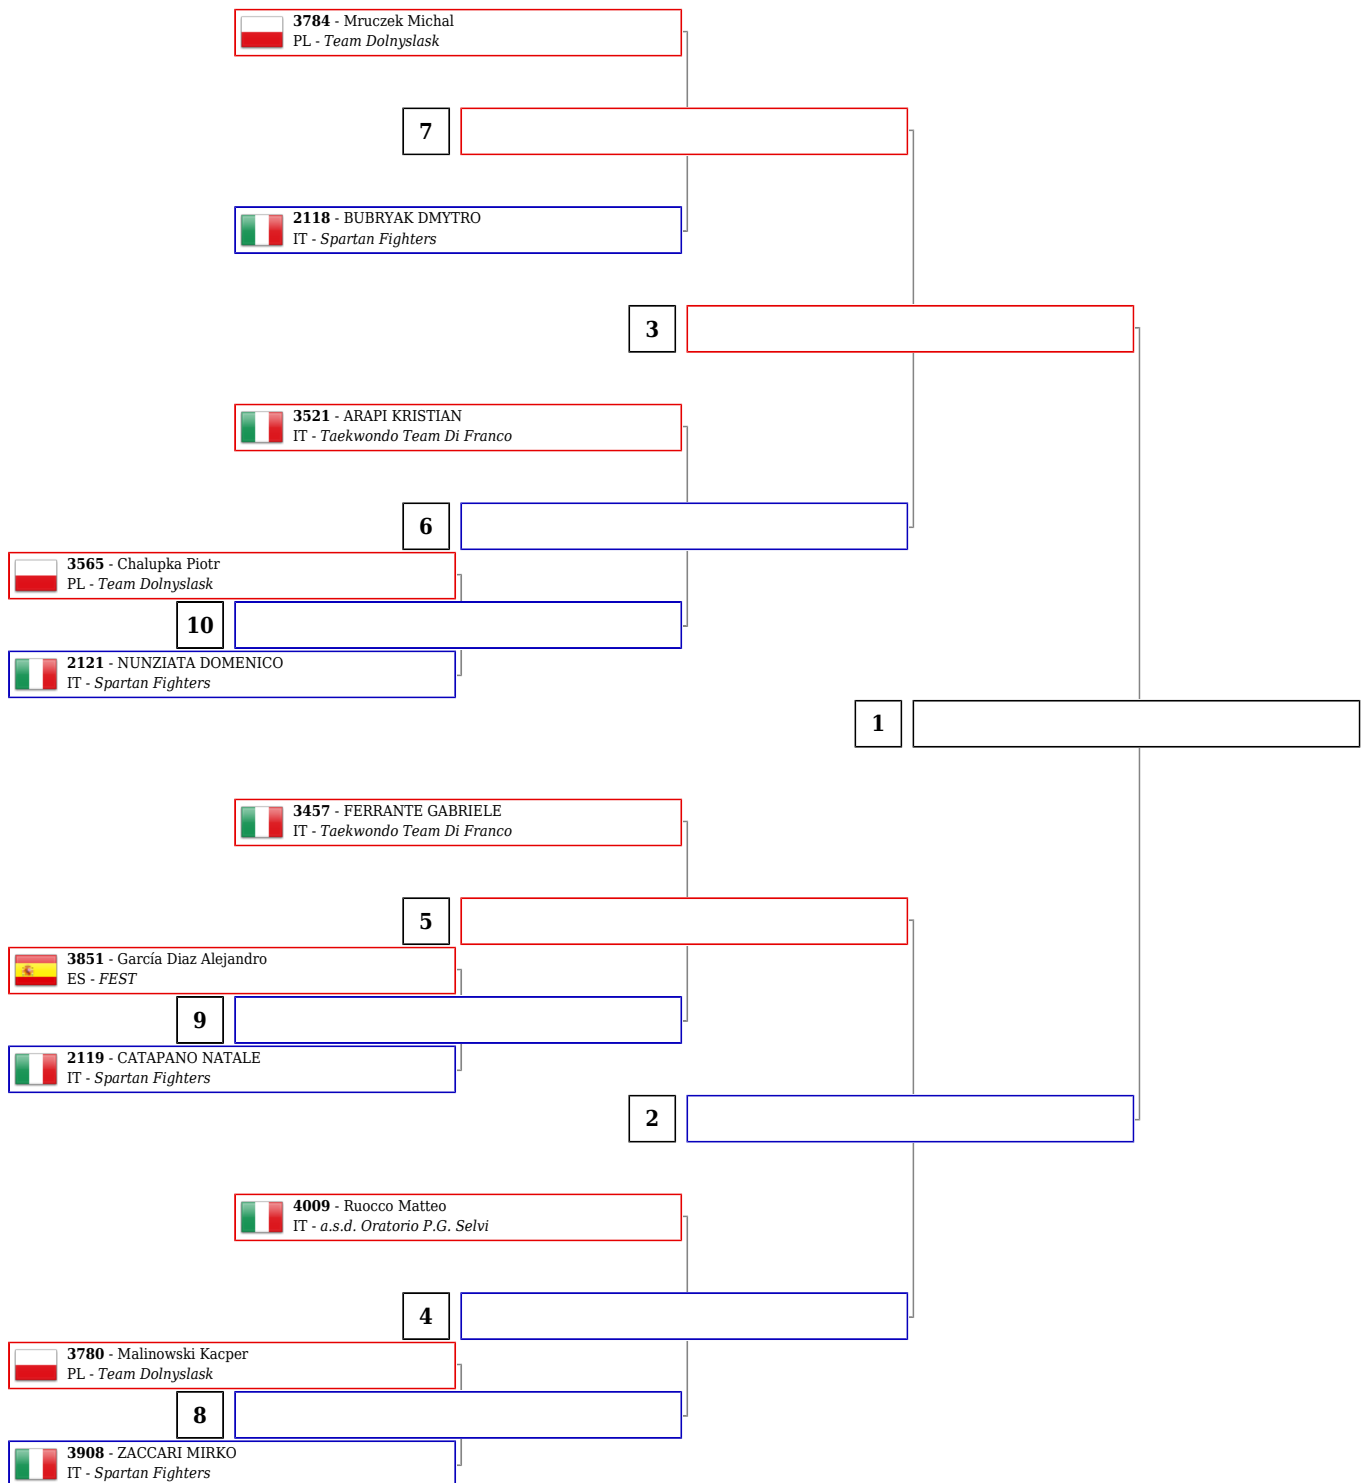 3784 - Mruczek Michal
PL - Team Dolnyslask
7
2118 - BUBRYAK DMYTRO
IT - Spartan Fighters
3
3521 - ARAPI KRISTIAN
IT - Taekwondo Team Di Franco
6
3565 - Chalupka Piotr
PL - Team Dolnyslask
10
2121 - NUNZIATA DOMENICO
IT - Spartan Fighters
1
3457 - FERRANTE GABRIELE
IT - Taekwondo Team Di Franco
5
3851 - García Diaz Alejandro
ES - FEST
9
2119 - CATAPANO NATALE
IT - Spartan Fighters
2
4009 - Ruocco Matteo
IT - a.s.d. Oratorio P.G. Selvi
4
3780 - Malinowski Kacper
PL - Team Dolnyslask
8
3908 - ZACCARI MIRKO
IT - Spartan Fighters